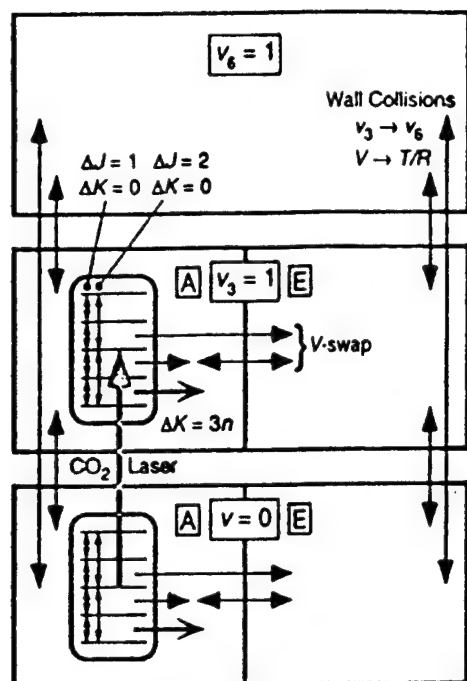 v₆ = 1
Wall Collisions
v₃ → v₆
V → T/R
ΔJ = 1 ΔJ = 2
ΔK = 0 ΔK = 0
A v₃ = 1 E
V-swap
ΔK = 3n
CO₂ Laser
A v = 0 E